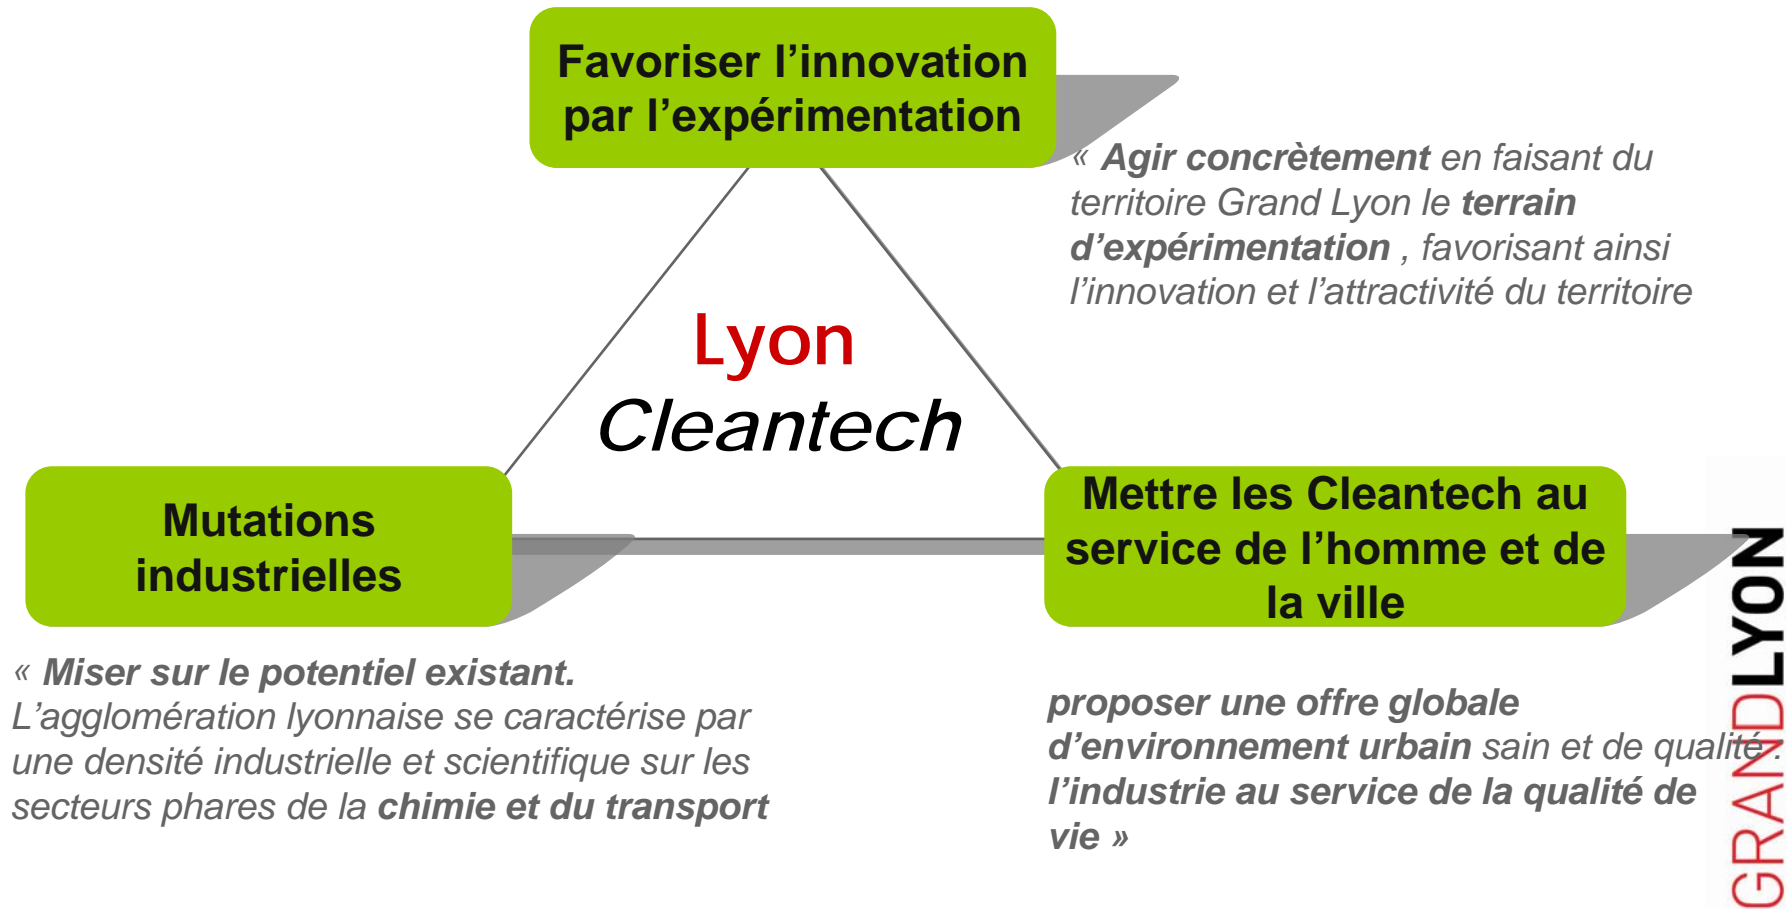 Favoriser l’innovation
par l’expérimentation
« Agir concrètement en faisant du
territoire Grand Lyon le terrain
d’expérimentation , favorisant ainsi
l’innovation et l’attractivité du territoire
Lyon
Cleantech
Mutations
industrielles
Mettre les Cleantech au
service de l’homme et de
la ville
« Miser sur le potentiel existant.
L’agglomération lyonnaise se caractérise par
une densité industrielle et scientifique sur les
secteurs phares de la chimie et du transport
proposer une offre globale
d’environnement urbain sain et de qualité :
l’industrie au service de la qualité de
vie »
GRANDLYON